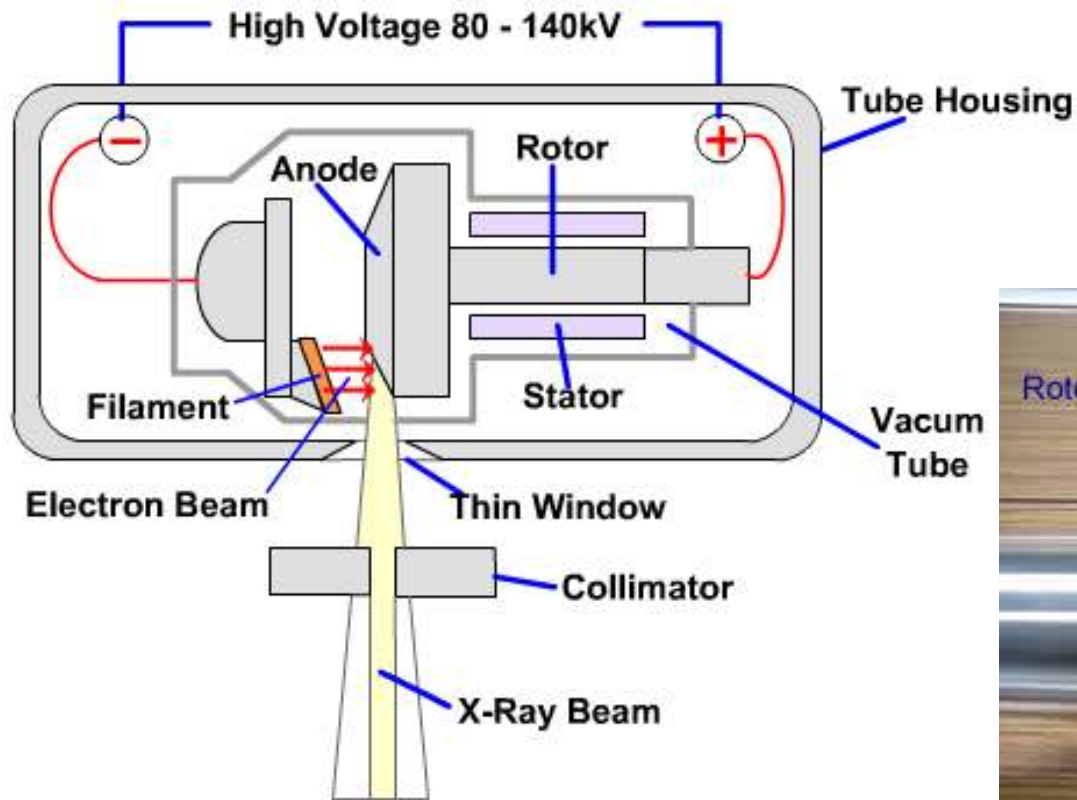 High Voltage 80 - 140kV
Tube Housing
−
+
Anode
Rotor
Filament
Stator
Vacum
Tube
Electron Beam
Thin Window
Collimator
X-Ray Beam